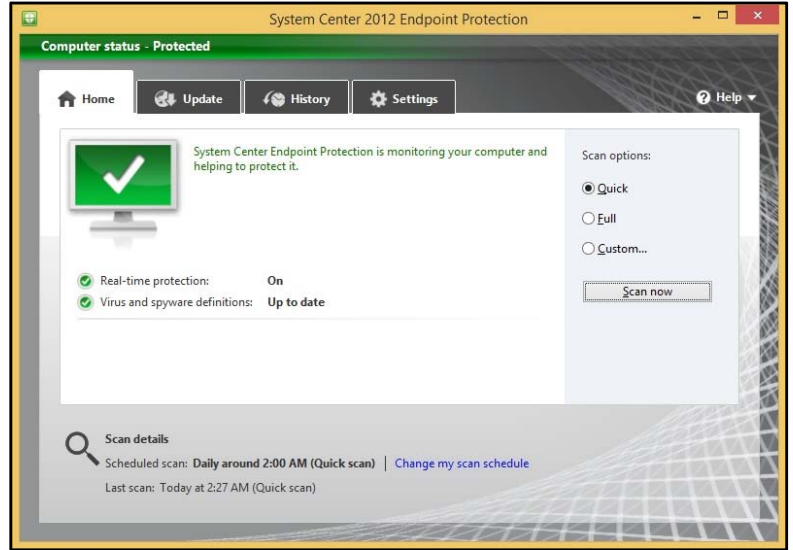 System Center 2012 Endpoint Protection
Computer status - Protected
Home
Update
History
Settings
Help
System Center Endpoint Protection is monitoring your computer and
helping to protect it.
Real-time protection: On
Virus and spyware definitions: Up to date
Scan options:
Quick
Full
Custom...
Scan now
Scan details
Scheduled scan: Daily around 2:00 AM (Quick scan) | Change my scan schedule
Last scan: Today at 2:27 AM (Quick scan)